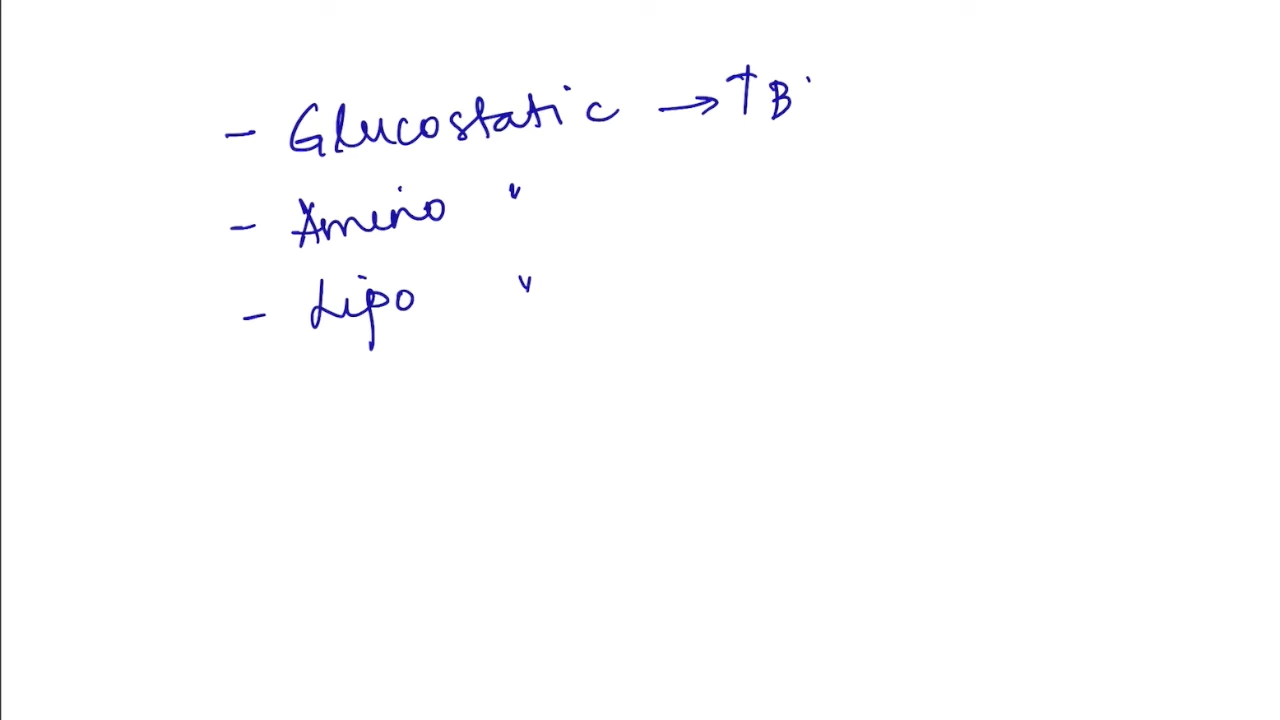 - Glucostatic → ↑ B
- Amino "
- Lipo "